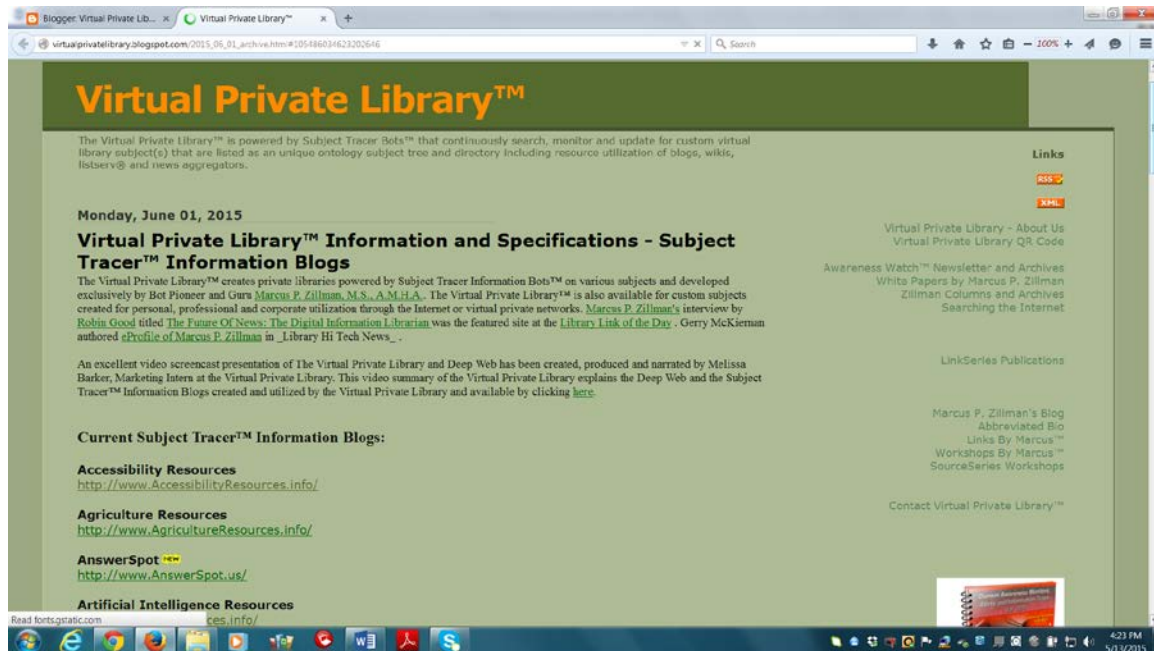 Blogger: Virtual Private Lib...
Virtual Private Library™
virtualprivatelibrary.blogspot.com/2015_06_01_archive.html#105486034623202646
Search
100%
Virtual Private Library™
The Virtual Private Library™ is powered by Subject Tracer Bots™ that continuously search, monitor and update for custom virtual
library subject(s) that are listed as an unique ontology subject tree and directory including resource utilization of blogs, wikis,
listserv® and news aggregators.
Monday, June 01, 2015
Virtual Private Library™ Information and Specifications - Subject
Tracer™ Information Blogs
The Virtual Private Library™ creates private libraries powered by Subject Tracer Information Bots™ on various subjects and developed
exclusively by Bot Pioneer and Guru Marcus P. Zillman, M.S., A.M.H.A.. The Virtual Private Library™ is also available for custom subjects
created for personal, professional and corporate utilization through the Internet or virtual private networks. Marcus P. Zillman's interview by
Robin Good titled The Future Of News: The Digital Information Librarian was the featured site at the Library Link of the Day . Gerry McKiernan
authored eProfile of Marcus P. Zillman in _Library Hi Tech News_ .
An excellent video screencast presentation of The Virtual Private Library and Deep Web has been created, produced and narrated by Melissa
Barker, Marketing Intern at the Virtual Private Library. This video summary of the Virtual Private Library explains the Deep Web and the Subject
Tracer™ Information Blogs created and utilized by the Virtual Private Library and available by clicking here.
Current Subject Tracer™ Information Blogs:
Accessibility Resources
http://www.AccessibilityResources.info/
Agriculture Resources
http://www.AgricultureResources.info/
AnswerSpot NEW
http://www.AnswerSpot.us/
Artificial Intelligence Resources
ces.info/
Links
RSS
XML
Virtual Private Library - About Us
Virtual Private Library QR Code
Awareness Watch™ Newsletter and Archives
White Papers by Marcus P. Zillman
Zillman Columns and Archives
Searching the Internet
LinkSeries Publications
Marcus P. Zillman's Blog
Abbreviated Bio
Links By Marcus™
Workshops By Marcus™
SourceSeries Workshops
Contact Virtual Private Library™
Read fonts.gstatic.com
4:23 PM
5/13/2015